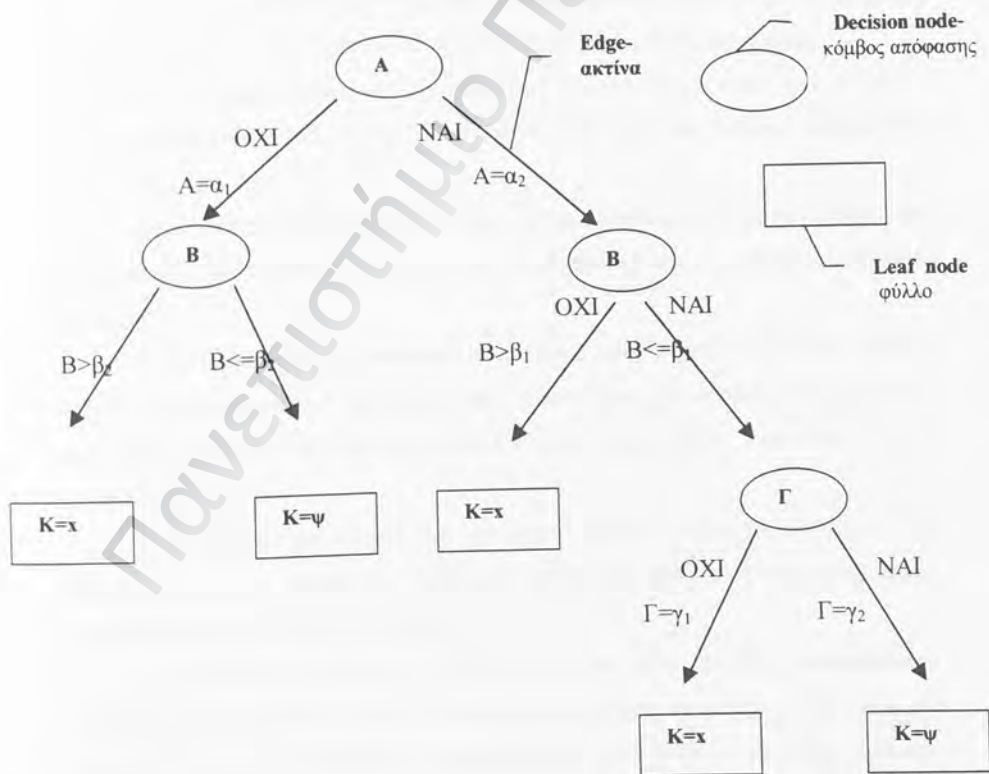 Decision node-
κόμβος απόφασης
Edge-
ακτίνα
A
ΟΧΙ
ΝΑΙ
Α=α₁
Α=α₂
B
B
Leaf node
φύλλο
ΟΧΙ
ΝΑΙ
Β>β₂
Β<=β₂
Β>β₁
Β<=β₁
Κ=χ
Κ=ψ
Κ=χ
Γ
ΟΧΙ
ΝΑΙ
Γ=γ₁
Γ=γ₂
Κ=χ
Κ=ψ
Πανεπιστήμιο Π